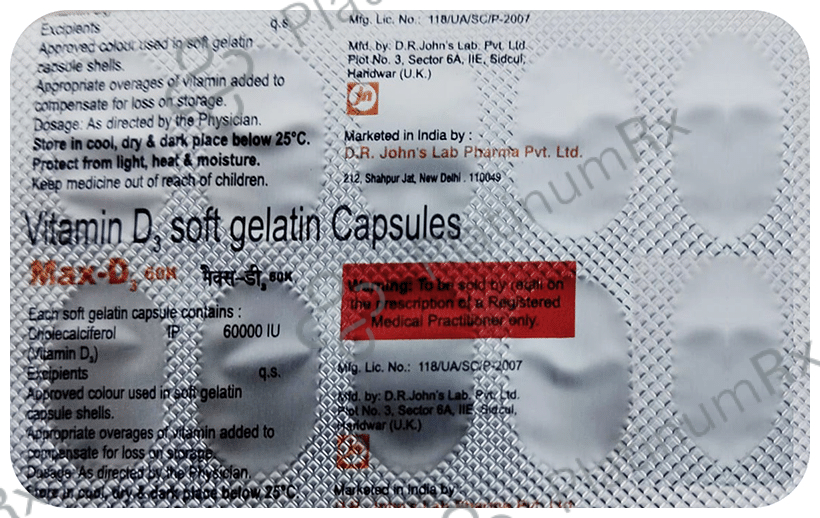 Excipients q.s.
Approved colour used in soft gelatin
capsule shells.
Appropriate overages of vitamin added to
compensate for loss on storage.
Dosage: As directed by the Physician.
Store in cool, dry & dark place below 25°C.
Protect from light, heat & moisture.
Keep medicine out of reach of children.
Mfg. Lic. No.: 118/UA/SC/P-2007
Mfd. by: D.R.John's Lab. Pvt. Ltd.
Plot No. 3, Sector 6A, IIE, Sidcul,
Haridwar (U.K.)
Marketed in India by :
D.R. John's Lab Pharma Pvt. Ltd.
212, Shahpur Jat, New Delhi . 110049
Vitamin D3 soft gelatin Capsules
Max-D3 60K मैक्स-डी3 60K
Each soft gelatin capsule contains :
Cholecalciferol IP 60000 IU
(Vitamin D3)
Excipients q.s.
Approved colour used in soft gelatin
capsule shells.
Appropriate overages of vitamin added to
compensate for loss on storage.
Dosage: As directed by the Physician.
Store in cool, dry & dark place below 25°C.
Warning: To be sold by retail on
the prescription of a Registered
Medical Practitioner only.
Mfg. Lic. No.: 118/UA/SC/P-2007
Mfd. by: D.R.John's Lab. Pvt. Ltd.
Plot No. 3, Sector 6A, IIE, Sidcul,
Haridwar (U.K.)
Marketed in India by
PlatinumRx
PlatinumRx